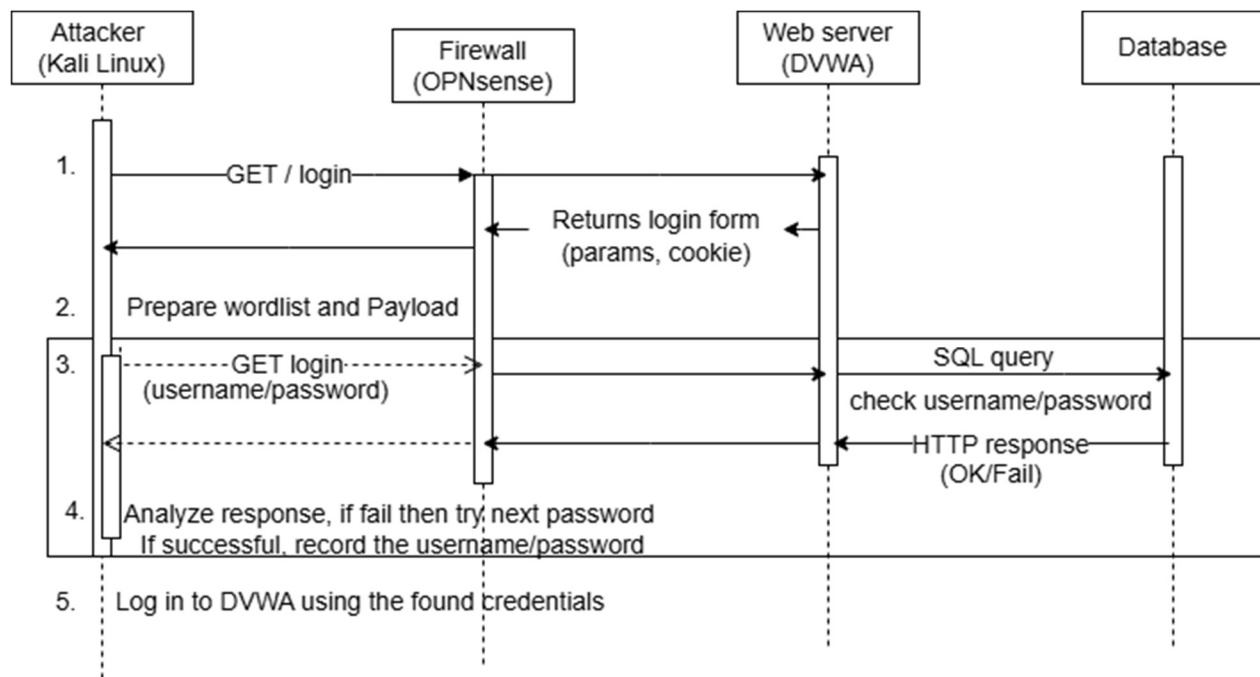 Attacker
(Kali Linux)
Firewall
(OPNsense)
Web server
(DVWA)
Database
1.
GET / login
Returns login form
(params, cookie)
2.
Prepare wordlist and Payload
3.
GET login
(username/password)
SQL query
check username/password
HTTP response
(OK/Fail)
4.
Analyze response, if fail then try next password
If successful, record the username/password
5.
Log in to DVWA using the found credentials